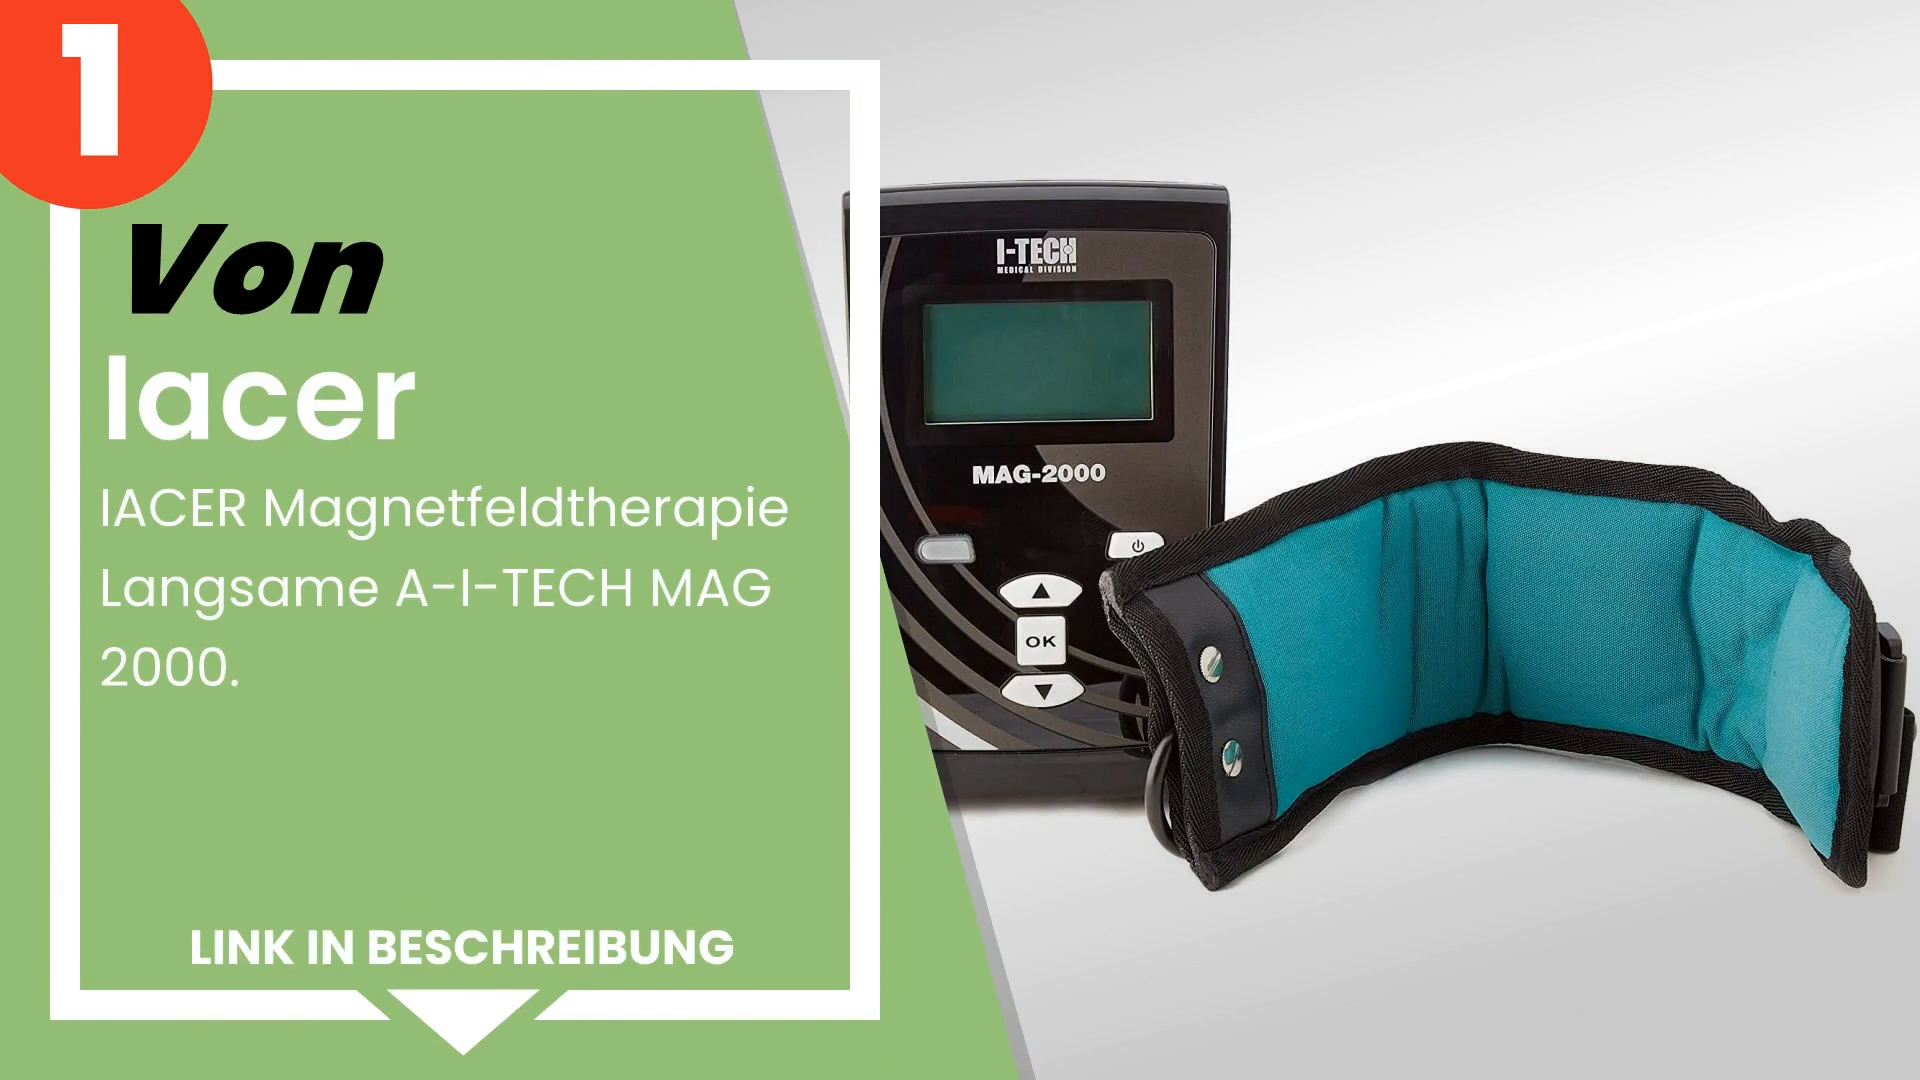 1
Von
Iacer
IACER Magnetfeldtherapie
Langsame A-I-TECH MAG
2000.
LINK IN BESCHREIBUNG
I-TECH
MEDICAL DIVISION
MAG-2000
OK